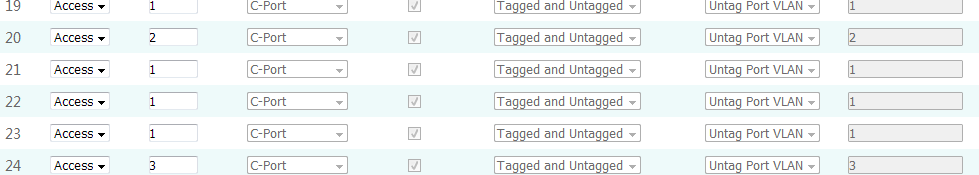 19 Access 1 C-Port Tagged and Untagged Untag Port VLAN 1
20 Access 2 C-Port Tagged and Untagged Untag Port VLAN 2
21 Access 1 C-Port Tagged and Untagged Untag Port VLAN 1
22 Access 1 C-Port Tagged and Untagged Untag Port VLAN 1
23 Access 1 C-Port Tagged and Untagged Untag Port VLAN 1
24 Access 3 C-Port Tagged and Untagged Untag Port VLAN 3